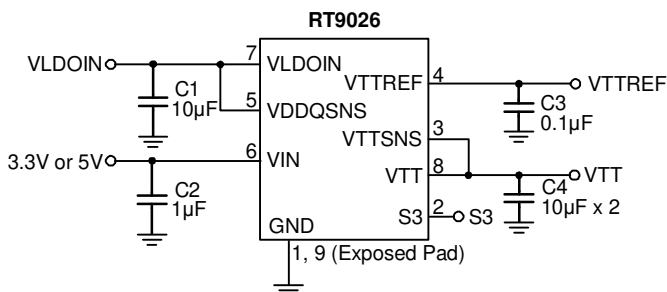 RT9026
VLDOIN
7
VLDOIN
C1
10µF
5
VDDQSNS
3.3V or 5V
6
VIN
C2
1µF
VTTREF
4
VTTREF
C3
0.1µF
VTTSNS
3
VTT
8
VTT
C4
10µF x 2
S3
2
S3
GND
1, 9 (Exposed Pad)